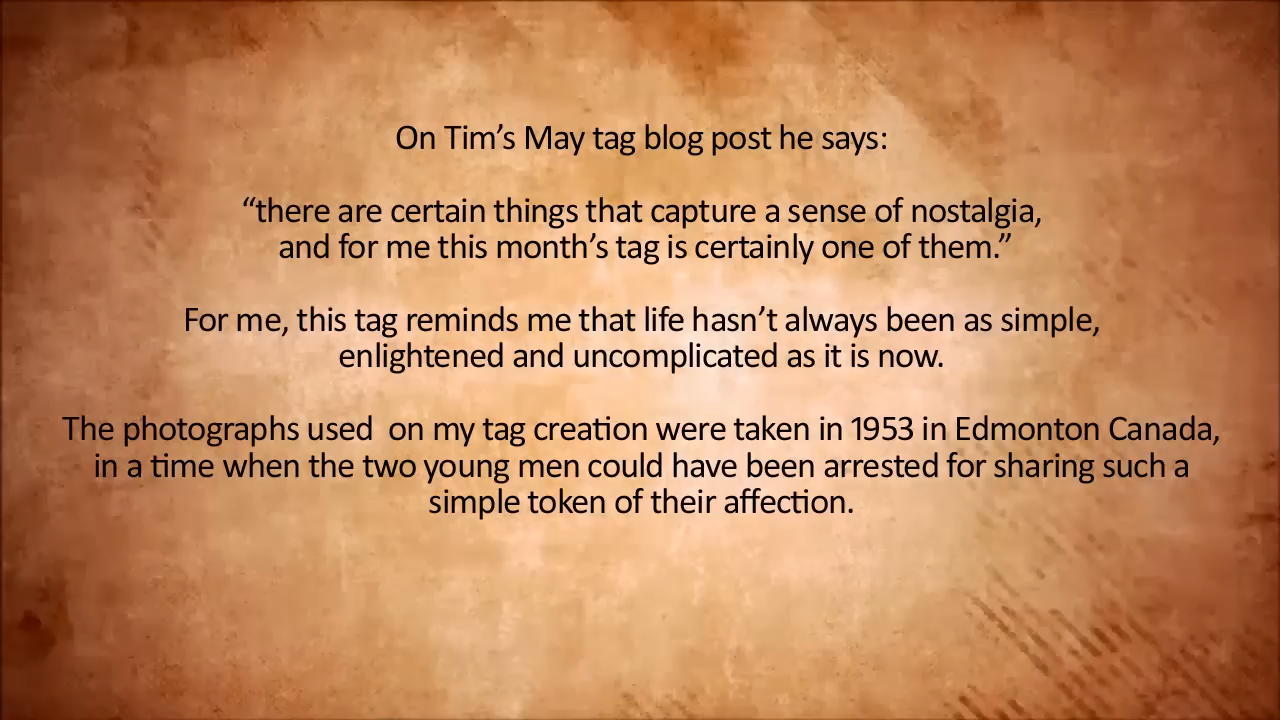 On Tim’s May tag blog post he says:
“there are certain things that capture a sense of nostalgia,
and for me this month’s tag is certainly one of them.”
For me, this tag reminds me that life hasn’t always been as simple,
enlightened and uncomplicated as it is now.
The photographs used  on my tag creation were taken in 1953 in Edmonton Canada,
in a time when the two young men could have been arrested for sharing such a
simple token of their affection.